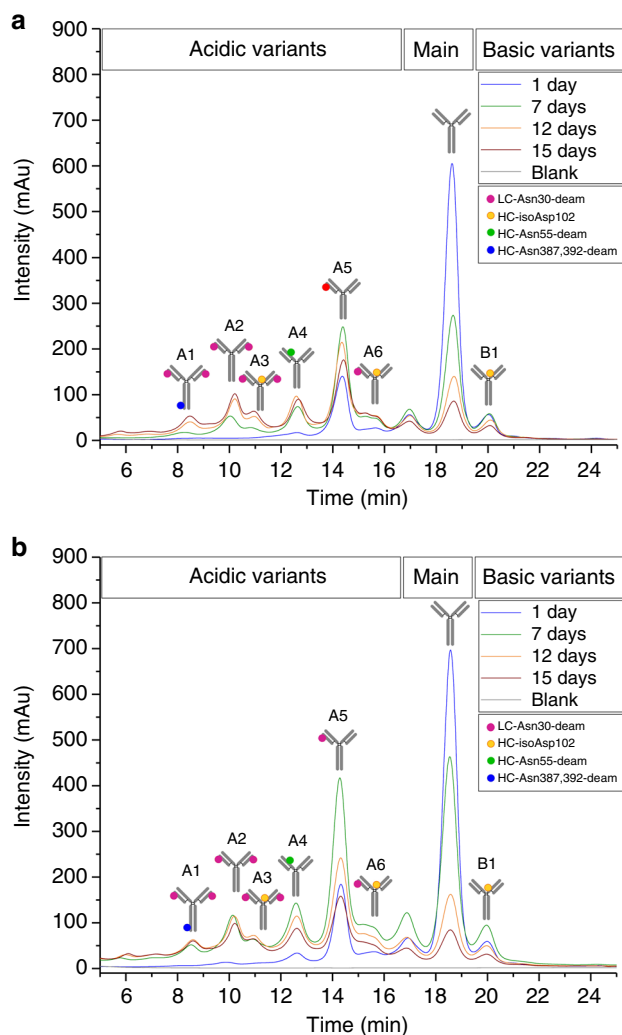 a
Acidic variants Main Basic variants
900
800
700
600
500
400
300
200
100
0
Intensity (mAu)
1 day
7 days
12 days
15 days
Blank
LC-Asn30-deam
HC-isoAsp102
HC-Asn55-deam
HC-Asn387,392-deam
A1
A2
A3
A4
A5
A6
B1
6 8 10 12 14 16 18 20 22 24
Time (min)
b
Acidic variants Main Basic variants
900
800
700
600
500
400
300
200
100
0
Intensity (mAu)
1 day
7 days
12 days
15 days
Blank
LC-Asn30-deam
HC-isoAsp102
HC-Asn55-deam
HC-Asn387,392-deam
A1
A2
A3
A4
A5
A6
B1
6 8 10 12 14 16 18 20 22 24
Time (min)